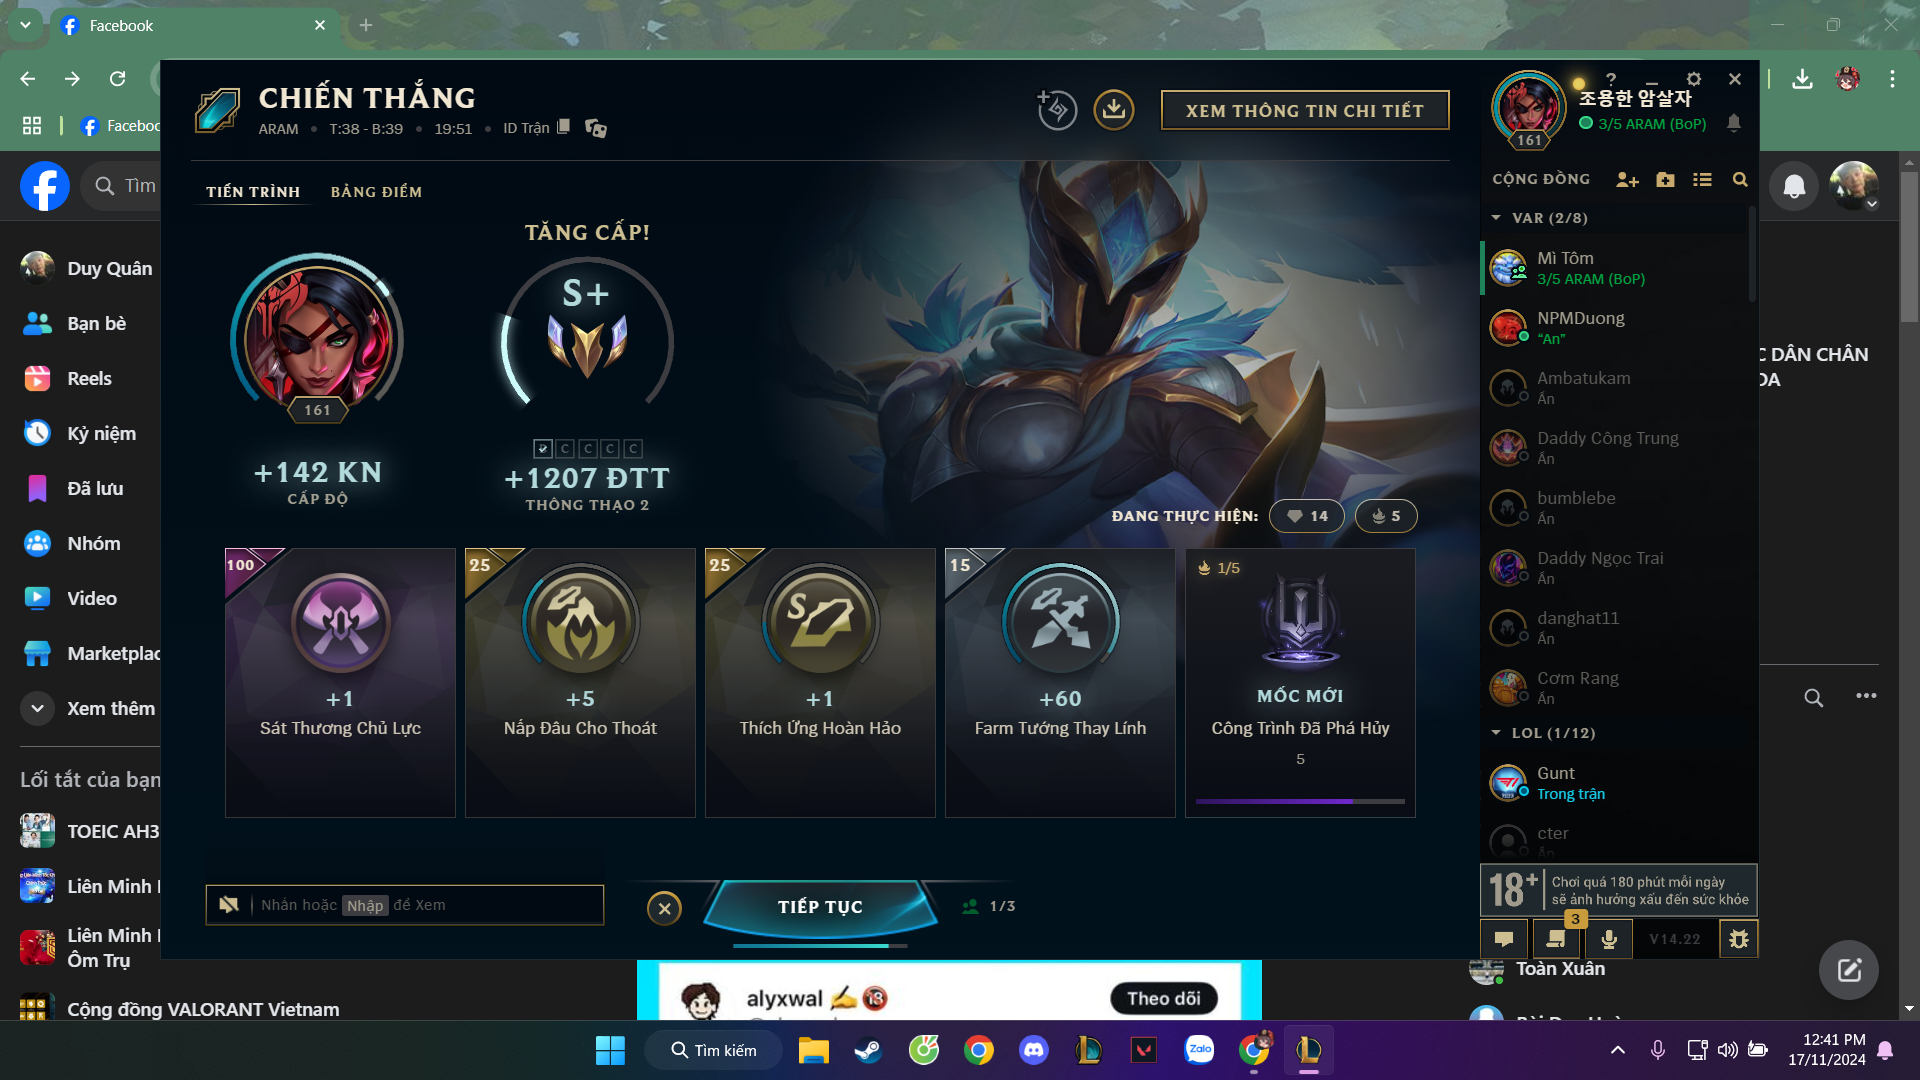 Facebook
Facebook
Tìm
Duy Quân
Bạn bè
Reels
Kỷ niệm
Đã lưu
Nhóm
Video
Marketplac
Xem thêm
Lối tắt của bạn
TOEIC AH3
Liên Minh
Liên Minh
Ôm Trụ
Cộng đồng VALORANT Vietnam
CHIẾN THẮNG
ARAM • T:38 - B:39 • 19:51 • ID Trận
XEM THÔNG TIN CHI TIẾT
TIẾN TRÌNH
BẢNG ĐIỂM
161
+142 KN
CẤP ĐỘ
TĂNG CẤP!
S+
C C C C
+1207 ĐTT
THÔNG THẠO 2
ĐANG THỰC HIỆN: 14 5
100
+1
Sát Thương Chủ Lực
25
+5
Nấp Đâu Cho Thoát
25
S
+1
Thích Ứng Hoàn Hảo
15
+60
Farm Tướng Thay Lính
1/5
MỐC MỚI
Công Trình Đã Phá Hủy
5
Nhắn hoặc Nhập để Xem
TIẾP TỤC
1/3
161
?
조용한 암살자
3/5 ARAM (BoP)
CỘNG ĐỒNG
VAR (2/8)
Mì Tôm
3/5 ARAM (BoP)
NPMDuong
“An”
Ambatukam
Ẩn
Daddy Công Trung
Ẩn
bumblebe
Ẩn
Daddy Ngọc Trai
Ẩn
danghat11
Ẩn
Cơm Rang
Ẩn
LOL (1/12)
Gunt
Trong trận
cter
Ẩn
18+
Chơi quá 180 phút mỗi ngày
sẽ ảnh hưởng xấu đến sức khỏe
3
V14.22
C DÂN CHÂN
OA
alyxwal
Theo dõi
Toàn Xuân
Tìm kiếm
Zalo
12:41 PM
17/11/2024